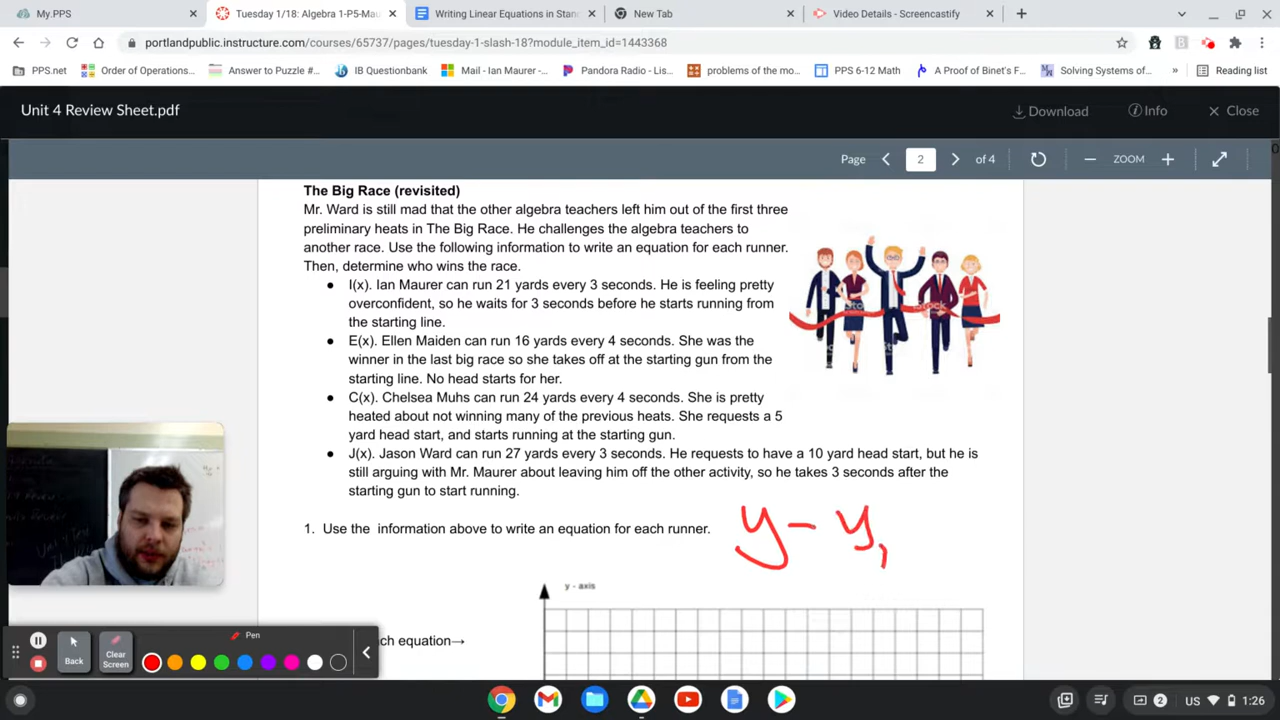 My.PPS
Tuesday 1/18: Algebra 1-P5-Mau
Writing Linear Equations in Stan
New Tab
Video Details - Screencastify
portlandpublic.instructure.com/courses/65737/pages/tuesday-1-slash-18?module_item_id=1443368
PPS.net
Order of Operations...
Answer to Puzzle #...
IB Questionbank
Mail - Ian Maurer -...
Pandora Radio - Lis...
problems of the mo...
PPS 6-12 Math
A Proof of Binet's F...
Solving Systems of...
»
Reading list
Unit 4 Review Sheet.pdf
Download
Info
Close
Page
2
of 4
ZOOM
The Big Race (revisited)
Mr. Ward is still mad that the other algebra teachers left him out of the first three
preliminary heats in The Big Race. He challenges the algebra teachers to
another race. Use the following information to write an equation for each runner.
Then, determine who wins the race.
● I(x). Ian Maurer can run 21 yards every 3 seconds. He is feeling pretty
overconfident, so he waits for 3 seconds before he starts running from
the starting line.
● E(x). Ellen Maiden can run 16 yards every 4 seconds. She was the
winner in the last big race so she takes off at the starting gun from the
starting line. No head starts for her.
● C(x). Chelsea Muhs can run 24 yards every 4 seconds. She is pretty
heated about not winning many of the previous heats. She requests a 5
yard head start, and starts running at the starting gun.
● J(x). Jason Ward can run 27 yards every 3 seconds. He requests to have a 10 yard head start, but he is
still arguing with Mr. Maurer about leaving him off the other activity, so he takes 3 seconds after the
starting gun to start running.
1. Use the information above to write an equation for each runner.
y - y,
y - axis
ch equation→
Pen
Back
Clear
Screen
2
US
1:26